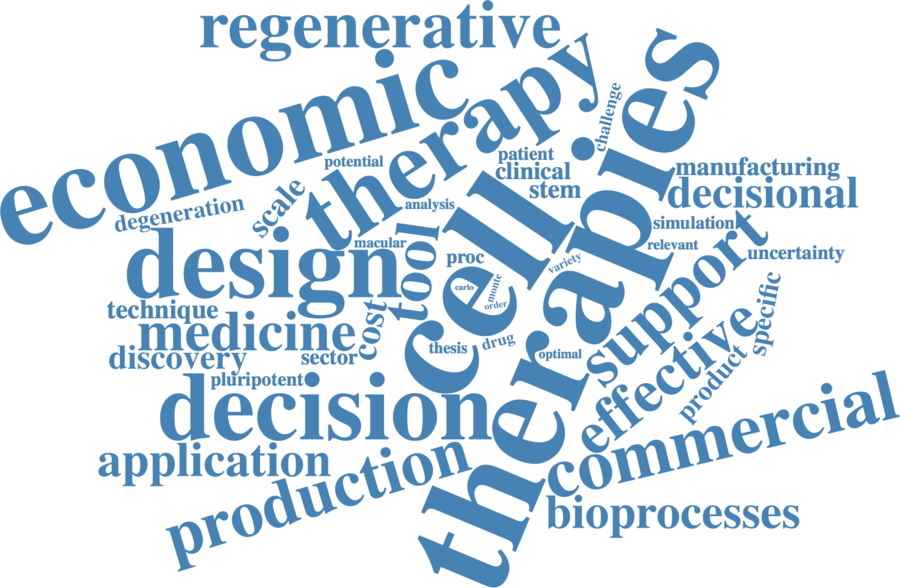 regenerative
economic
therapy
therapies
challenge
potential
patient
clinical
stem
manufacturing
decisional
degeneration
scale
analysis
cell
simulation
macular
relevant
support
uncertainty
design
tool
proc
variety
carlo
monte
order
specific
technique
medicine
cost
discovery
sector
thesis
drug
optimal
effective
product
pluripotent
decision
commercial
application
production
bioprocesses